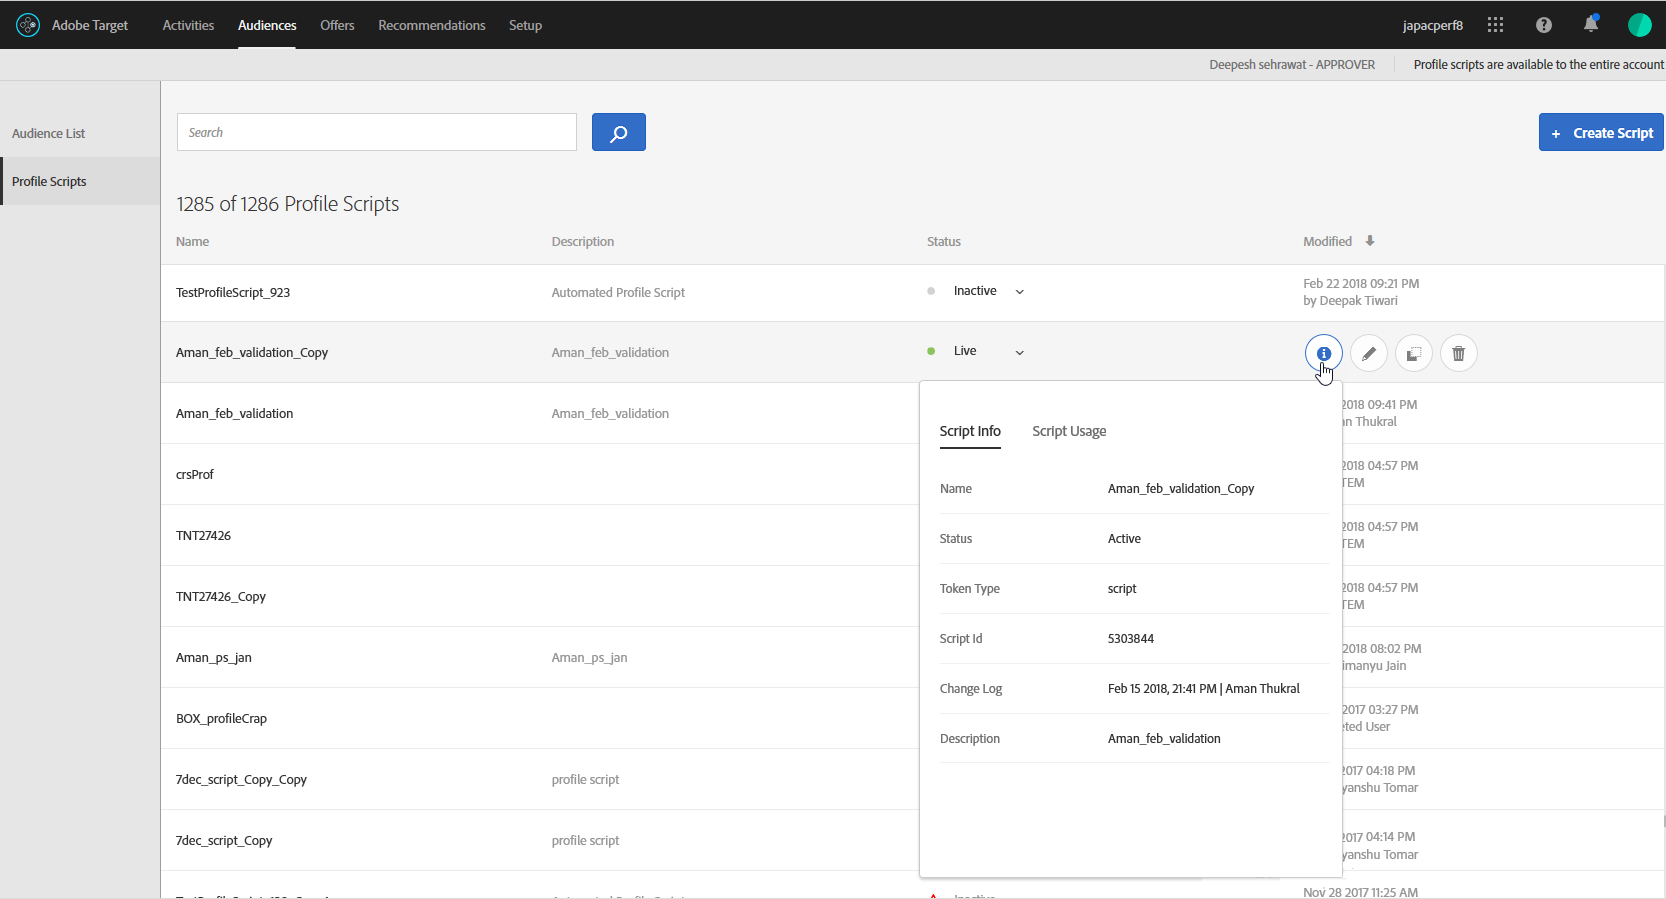 Adobe Target Activities Audiences Offers Recommendations Setup japacperf8
Deepesh sehrawat - APPROVER Profile scripts are available to the entire account
Audience List
Profile Scripts
Search
+ Create Script
1285 of 1286 Profile Scripts
Name Description Status Modified
TestProfileScript_923 Automated Profile Script Inactive Feb 22 2018 09:21 PM
by Deepak Tiwari
Aman_feb_validation_Copy Aman_feb_validation Live
Aman_feb_validation Aman_feb_validation 2018 09:41 PM
Thukral
crsProf 2018 04:57 PM
TEM
TNT27426 2018 04:57 PM
TEM
TNT27426_Copy 2018 04:57 PM
TEM
Aman_ps_jan Aman_ps_jan 2018 08:02 PM
imanyu Jain
BOX_profileCrap 2017 03:27 PM
ted User
7dec_script_Copy_Copy profile script 2017 04:18 PM
yanshu Tomar
7dec_script_Copy profile script 2017 04:14 PM
yanshu Tomar
Nov 28 2017 11:25 AM
Script Info Script Usage
Name Aman_feb_validation_Copy
Status Active
Token Type script
Script Id 5303844
Change Log Feb 15 2018, 21:41 PM | Aman Thukral
Description Aman_feb_validation